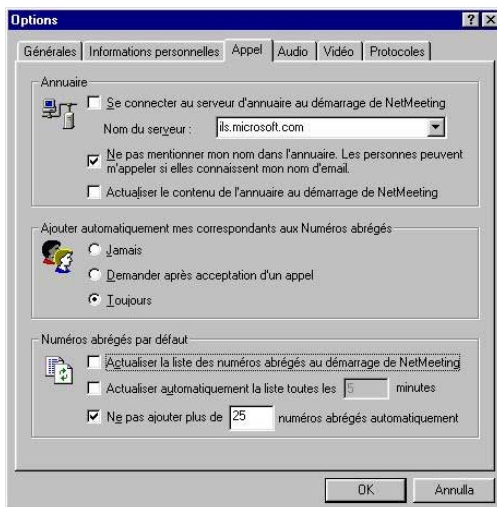 Options
Générales Informations personnelles Appel Audio Vidéo Protocoles
Annuaire
Se connecter au serveur d'annuaire au démarrage de NetMeeting
Nom du serveur : ils.microsoft.com
Ne pas mentionner mon nom dans l'annuaire. Les personnes peuvent
m'appeler si elles connaissent mon nom d'email.
Actualiser le contenu de l'annuaire au démarrage de NetMeeting
Ajouter automatiquement mes correspondants aux Numéros abrégés
Jamais
Demander après acceptation d'un appel
Toujours
Numéros abrégés par défaut
Actualiser la liste des numéros abrégés au démarrage de NetMeeting
Actualiser automatiquement la liste toutes les 5 minutes
Ne pas ajouter plus de 25 numéros abrégés automatiquement
OK Annulla